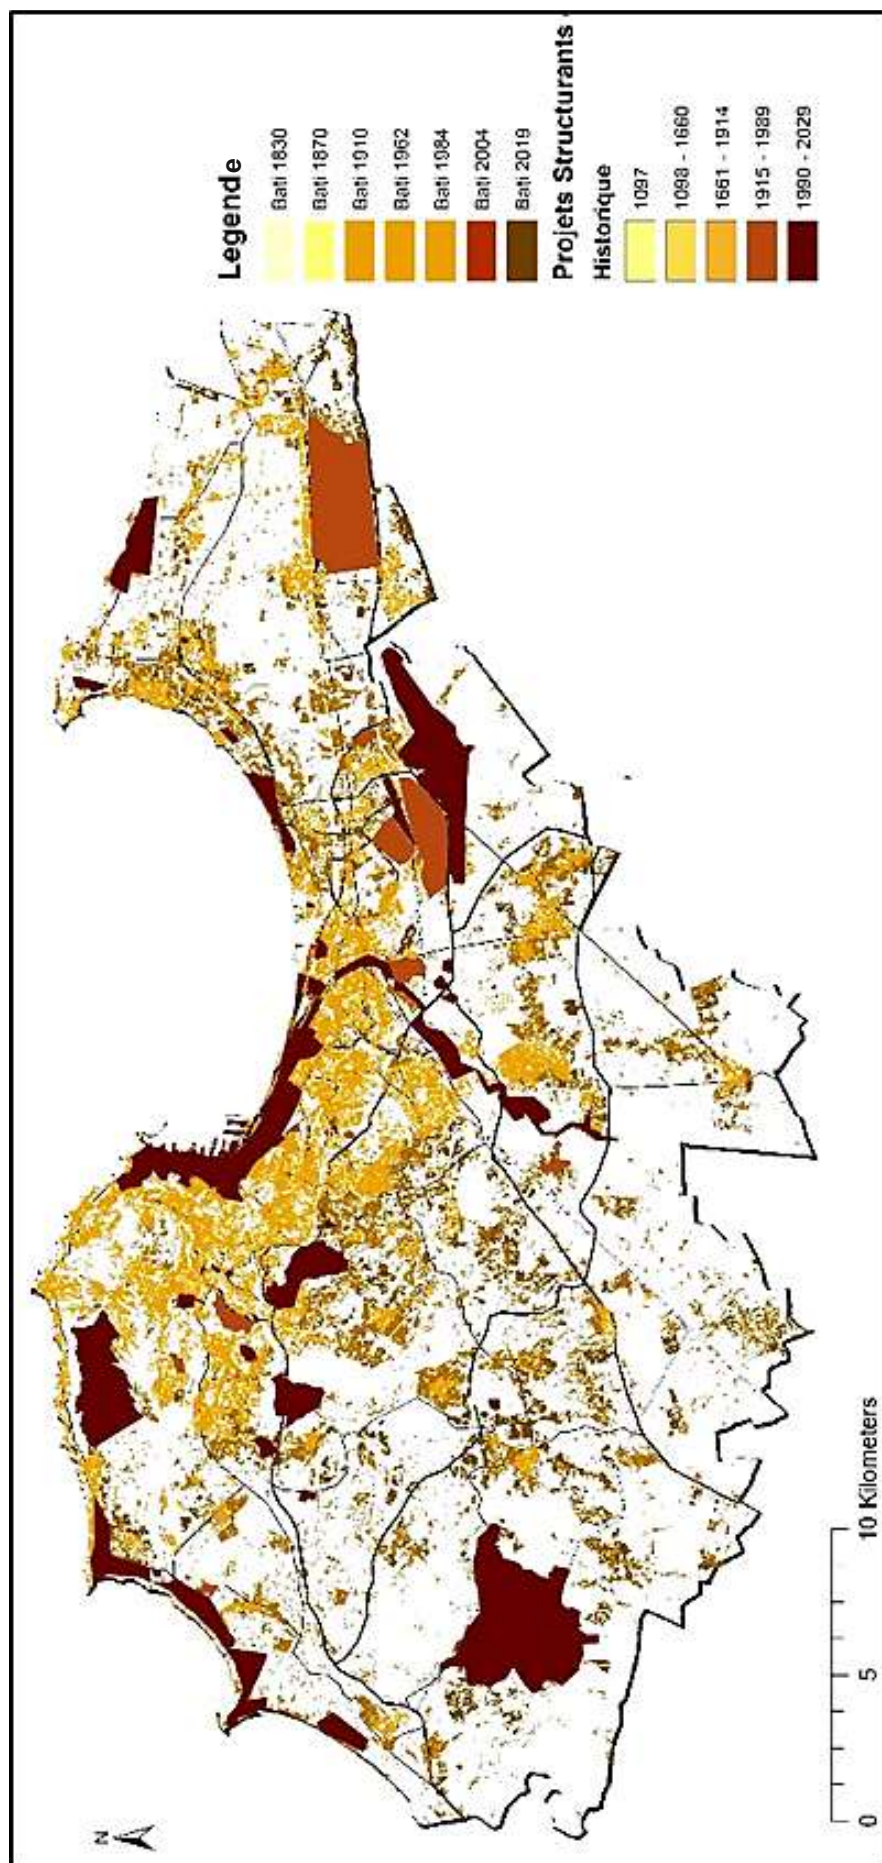 Legende
Bati 1830
Bati 1870
Bati 1910
Bati 1962
Bati 1984
Bati 2004
Bati 2019
Projets Structurants
Historique
1097
1098 - 1660
1661 - 1914
1915 - 1989
1990 - 2029
N
0 5 10 Kilometers